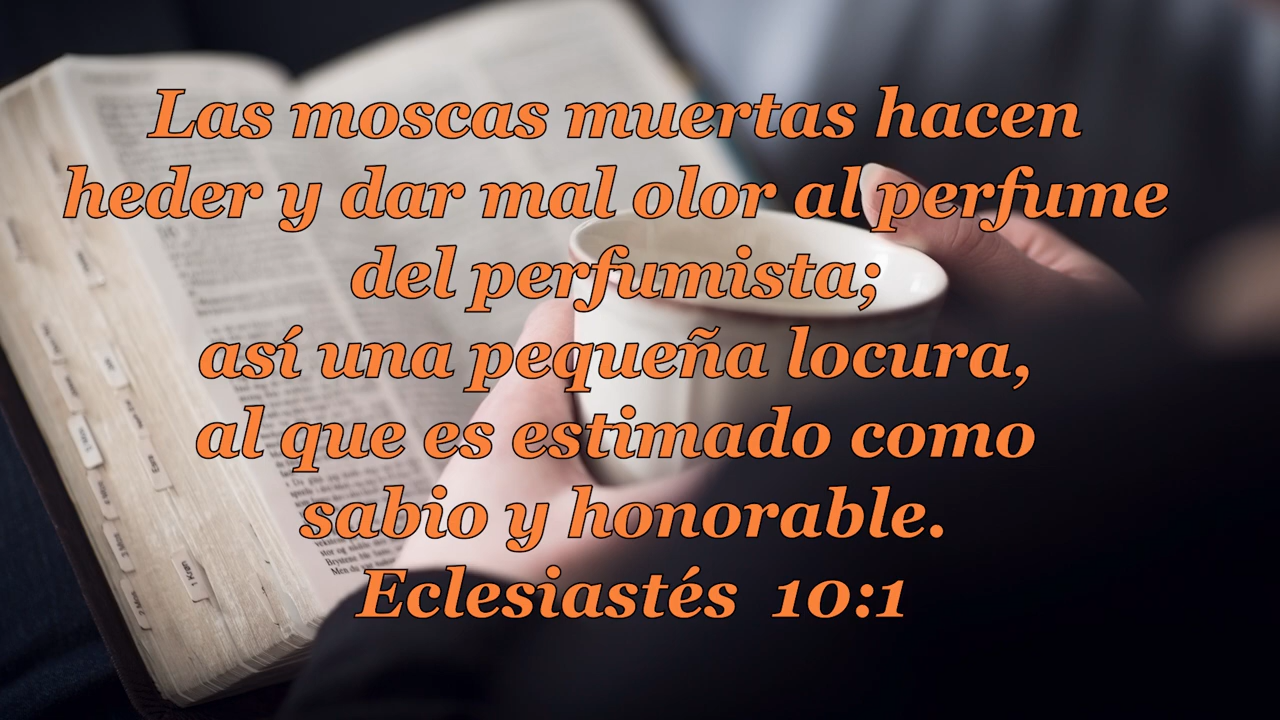 Las moscas muertas hacen
heder y dar mal olor al perfume
del perfumista;
así una pequeña locura,
al que es estimado como
sabio y honorable.
Eclesiastés 10:1